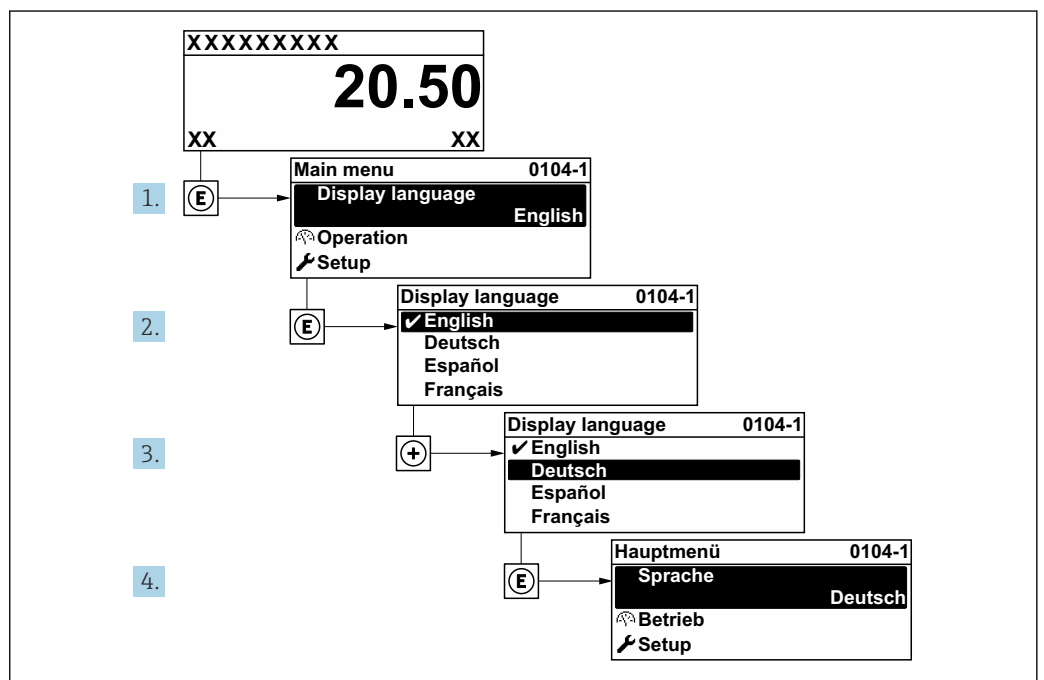 XXXXXXXXX
20.50
XX XX
1. E
Main menu 0104-1
Display language
English
Operation
Setup
2. E
Display language 0104-1
✔English
Deutsch
Español
Français
3. +
Display language 0104-1
✔English
Deutsch
Español
Français
4. E
Hauptmenü 0104-1
Sprache
Deutsch
Betrieb
Setup